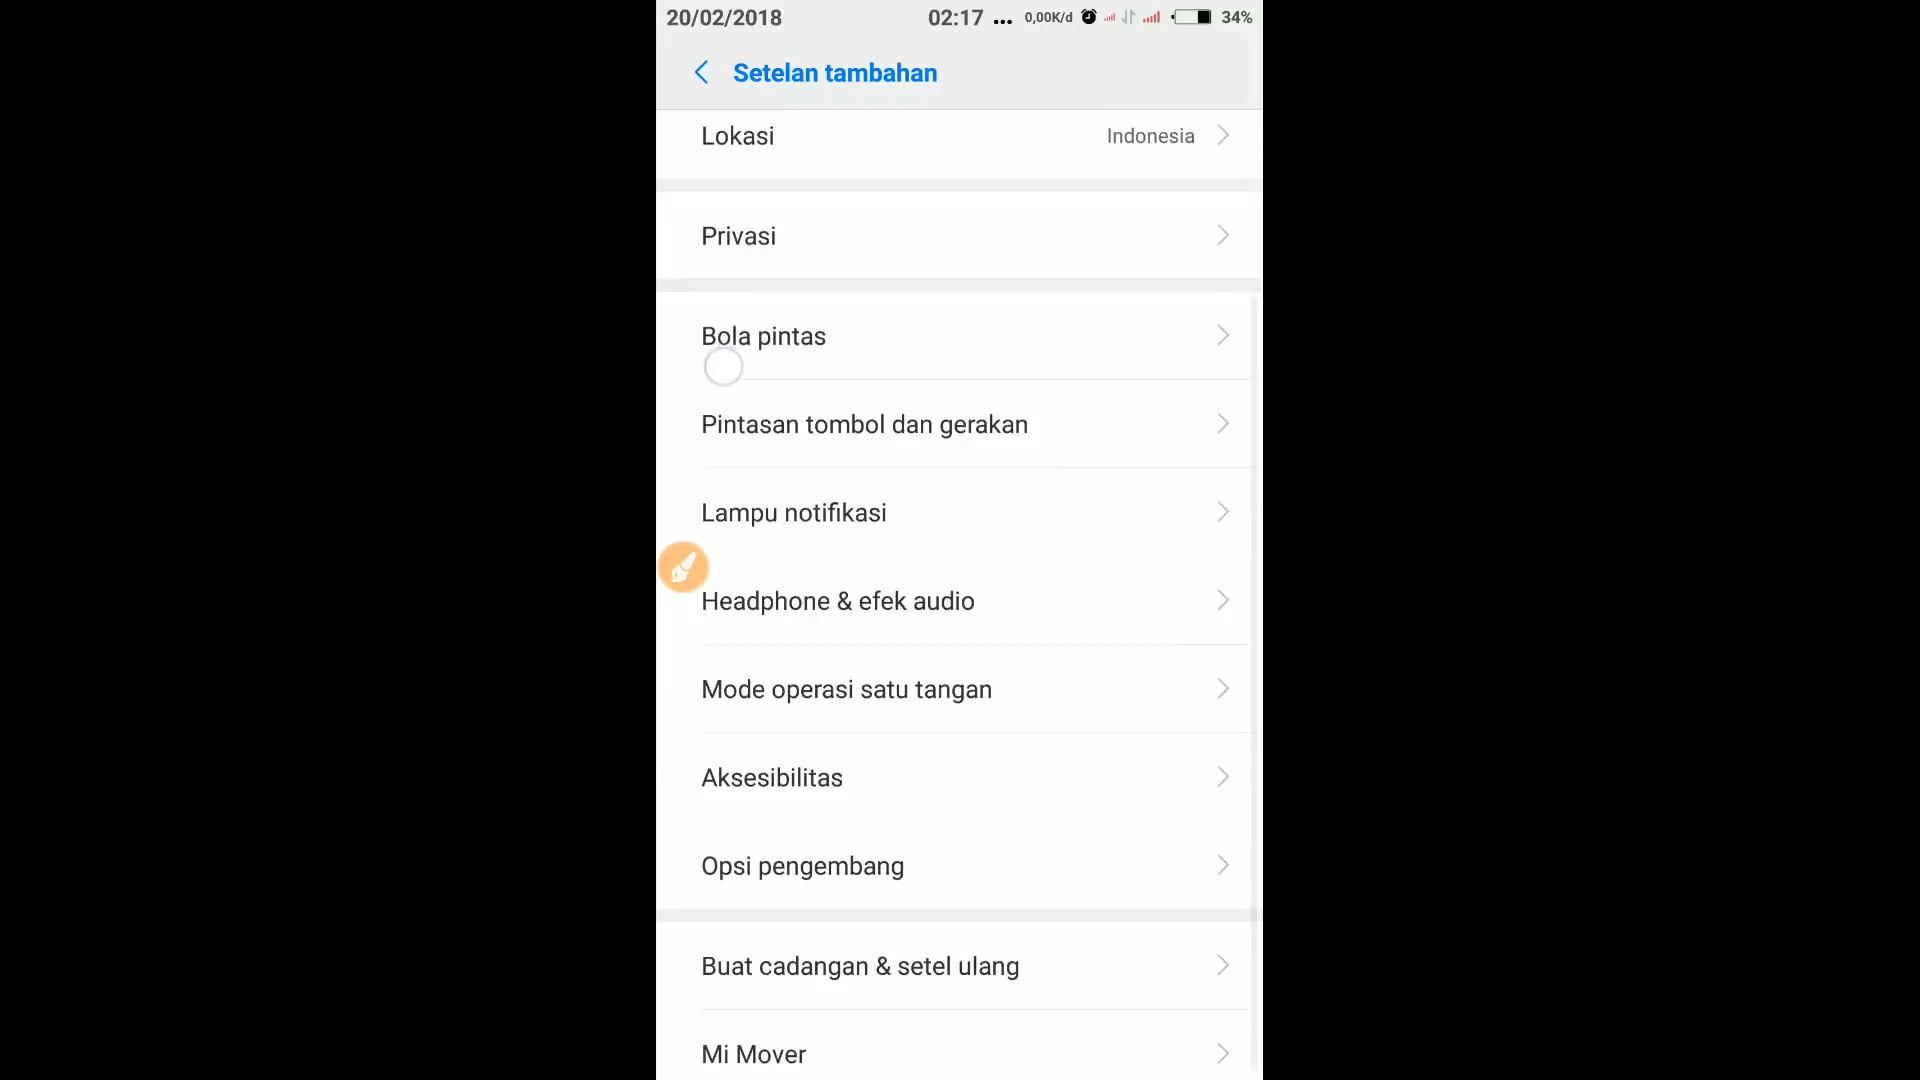 20/02/2018 02:17 ... 0,00K/d 34%
Setelan tambahan
Lokasi Indonesia
Privasi
Bola pintas
Pintasan tombol dan gerakan
Lampu notifikasi
Headphone & efek audio
Mode operasi satu tangan
Aksesibilitas
Opsi pengembang
Buat cadangan & setel ulang
Mi Mover